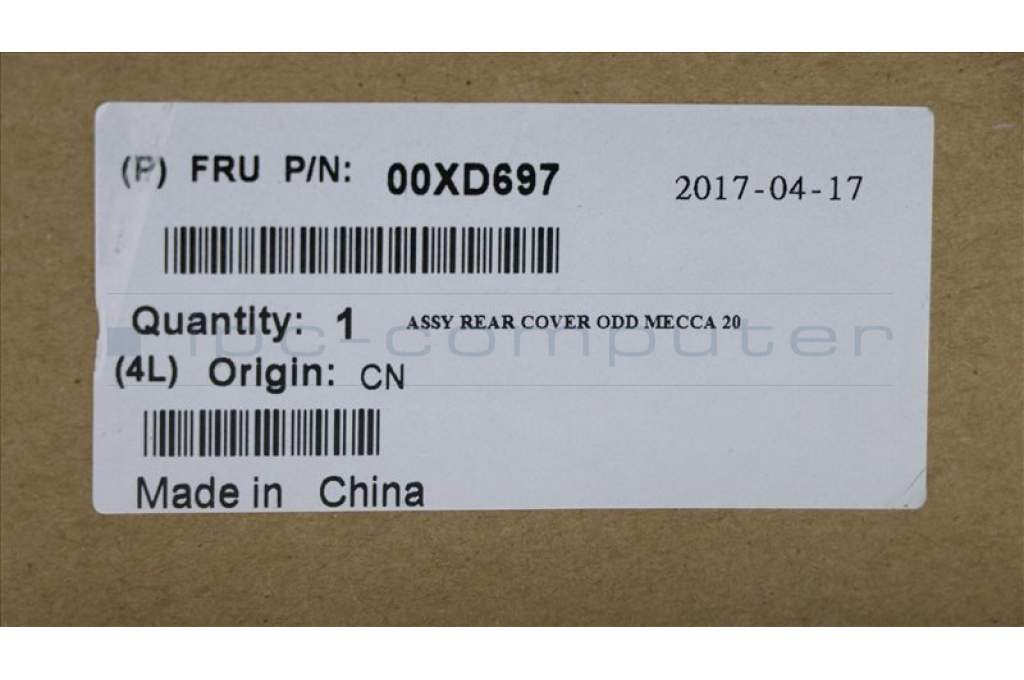 (P) FRU P/N: 00XD697 2017-04-17
Quantity: 1 ASSY REAR COVER ODD MECCA 20
ipc-computer
(4L) Origin: CN
Made in China